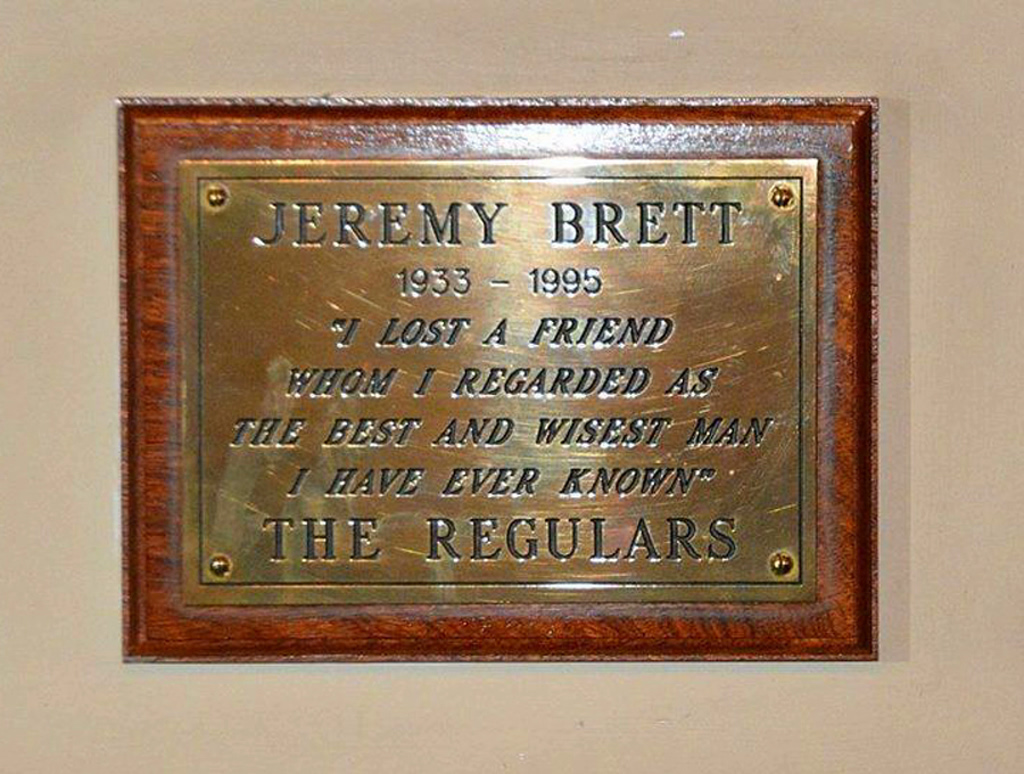 JEREMY BRETT
1933 - 1995
"I LOST A FRIEND
WHOM I REGARDED AS
THE BEST AND WISEST MAN
I HAVE EVER KNOWN"
THE REGULARS